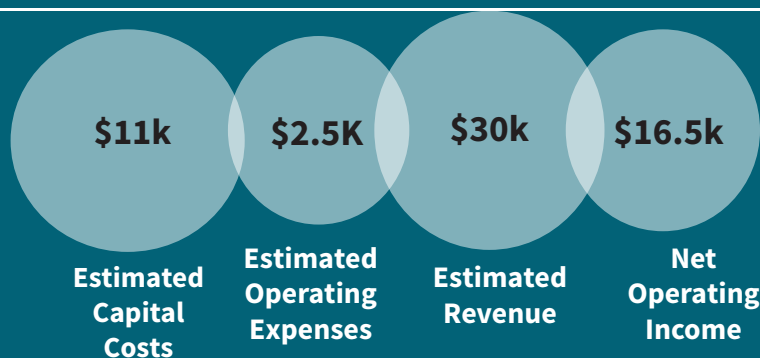 $11k
$2.5K
$30k
$16.5k
Estimated
Capital
Costs
Estimated
Operating
Expenses
Estimated
Revenue
Net
Operating
Income